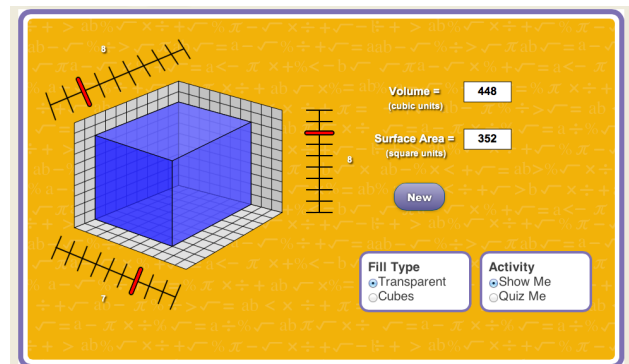 8
Volume = 448
(cubic units)
Surface Area = 352
(square units)
8
New
7
Fill Type
Transparent
Cubes
Activity
Show Me
Quiz Me